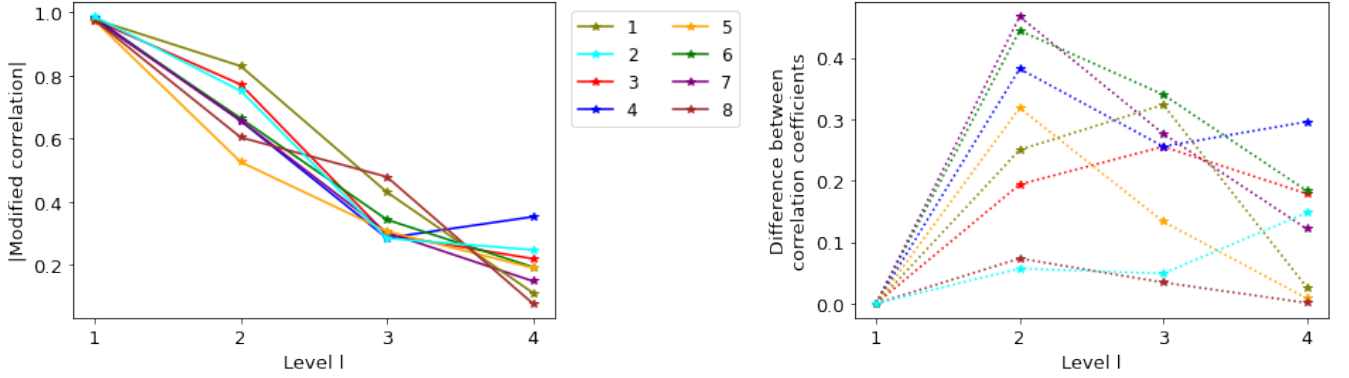 |Modified correlation|
1.0
0.8
0.6
0.4
0.2
1 2 3 4
Level l
1 5
2 6
3 7
4 8
Difference between
correlation coefficients
0.4
0.3
0.2
0.1
0.0
1 2 3 4
Level l